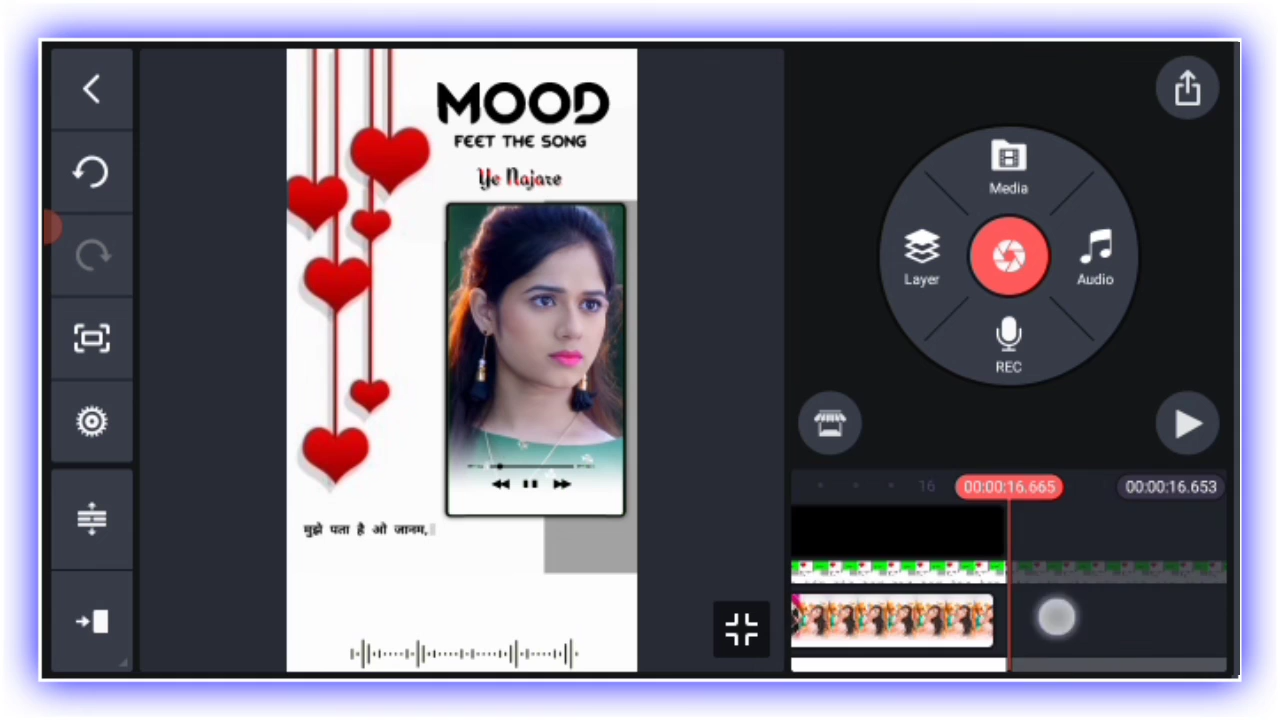 MOOD
FEET THE SONG
Ye Najare
मुझे पता है ओ जानम,
Media
Layer
Audio
REC
16
00:00:16.665
00:00:16.653